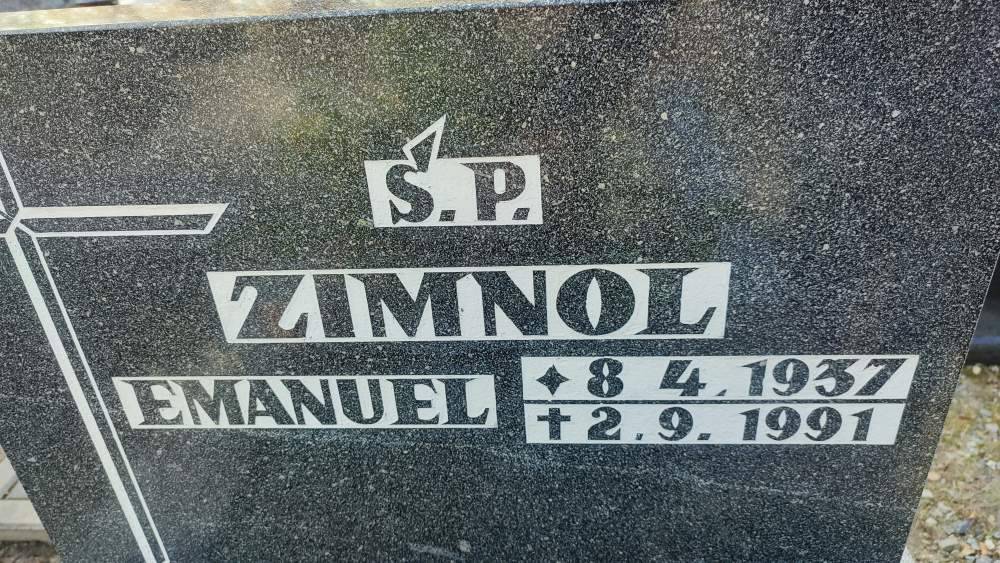 Ś. P.
ZIMNOL
EMANUEL ✦ 8 4. 1937
✝ 2. 9. 1991